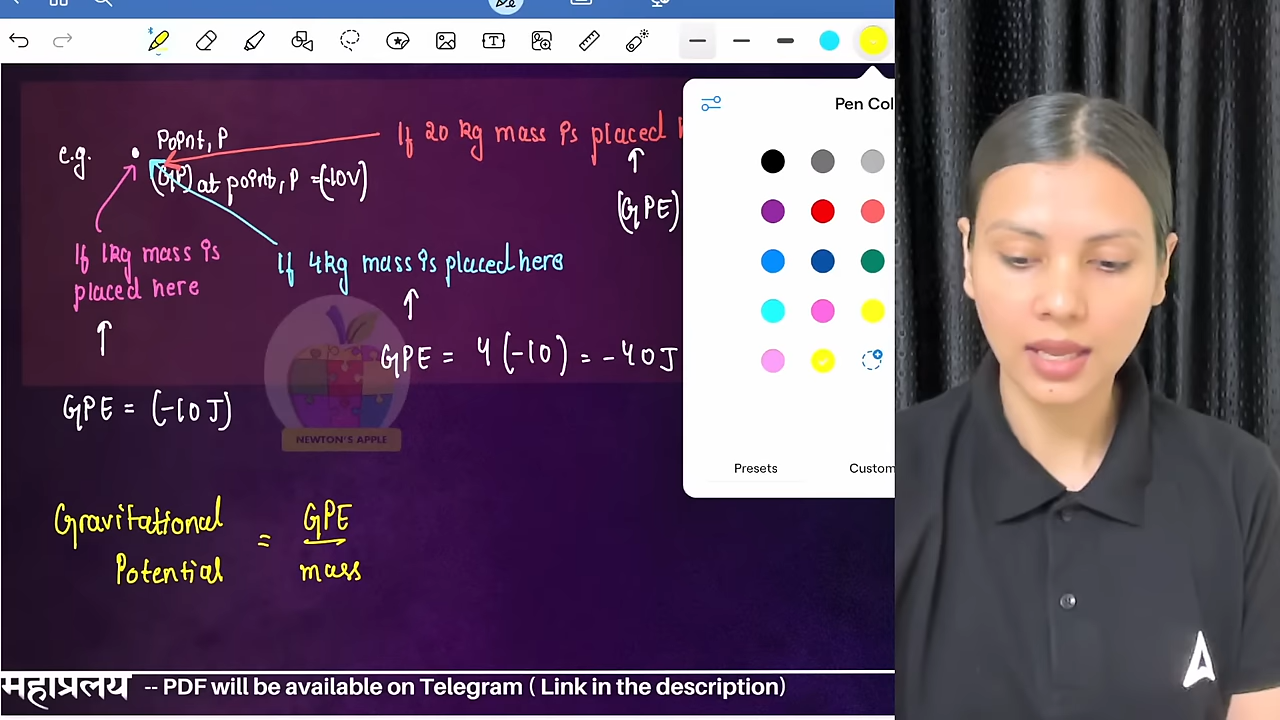 Pen Col
e.g.
Point, P
(GP) at point, P = (-10V)
If 20 kg mass is placed
(GPE)
If 1kg mass is
placed here
If 4kg mass is placed here
GPE = 4 (-10) = -40J
GPE = (-10J)
NEWTON'S APPLE
Gravitational
Potential
= GPE
mass
Presets
Custom
महाप्रलय -- PDF will be available on Telegram ( Link in the description)